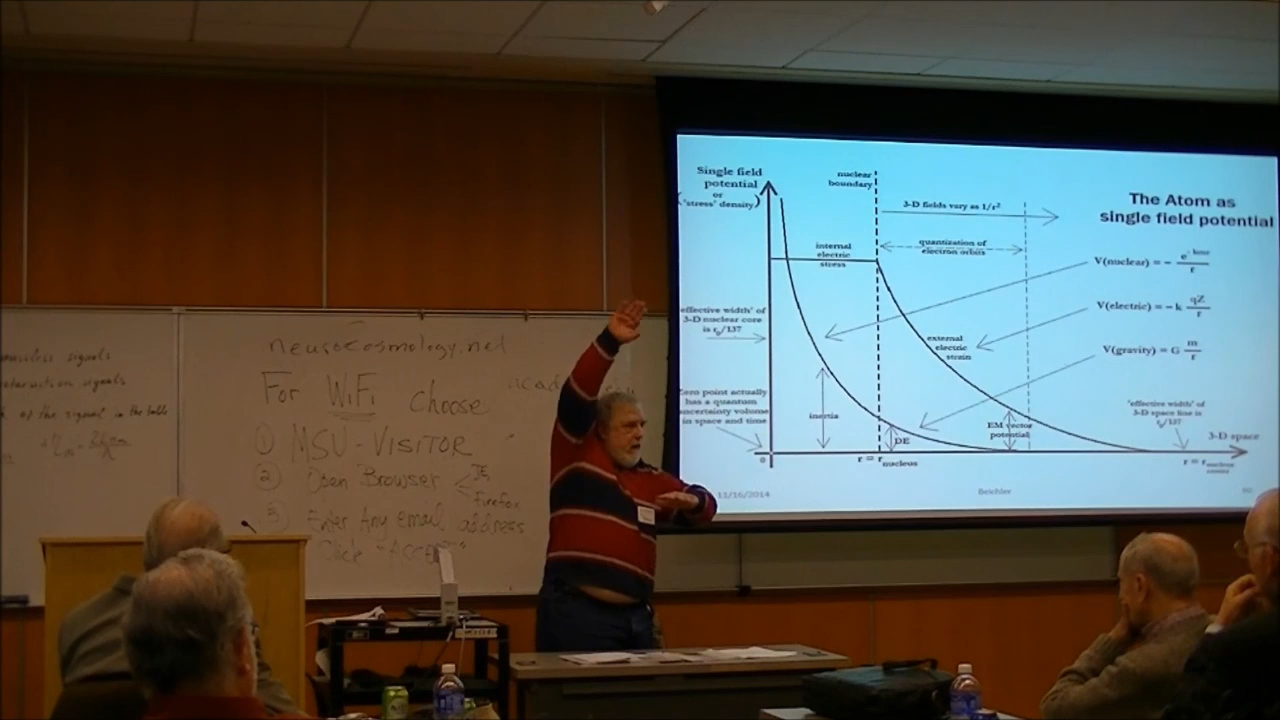 neurocosmology.net
For WiFi choose
① MSU-VISITOR
② Open Browser < IE
Firefox
③ Enter Any email address
Click "ACCEPT"
signals
signals
of the signal in the table
Single field
potential
or
('stress' density)
nuclear
boundary
3-D fields vary as 1/r²
The Atom as
single field potential
internal
electric
stress
quantization of
electron orbits
V(nuclear) = -
r
effective width' of
3-D nuclear core
is r₀/137
V(electric) = - k qZ/r
external
electric
strain
V(gravity) = G m/r
Zero point actually
has a quantum
uncertainty volume
in space and time
inertia
DE
EM vector
potential
'effective width'
of 3-D space line is
r₀/137
3-D space
0
r = r nucleus
r = r
11/16/2014
Beichler